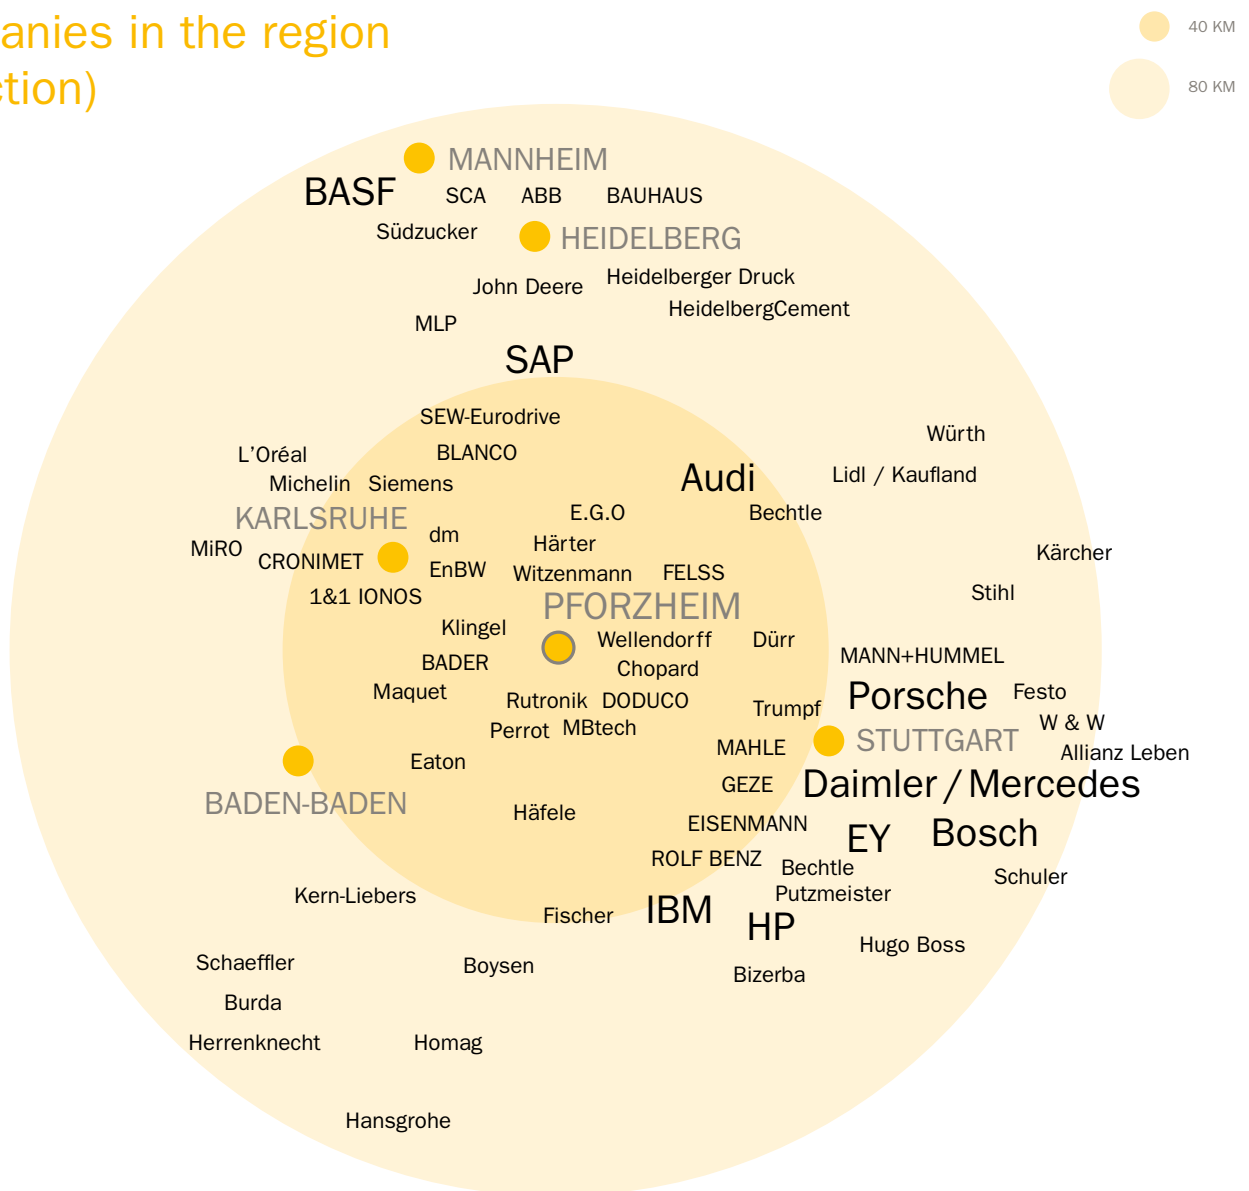 anies in the region
ction)
40 KM
80 KM
MANNHEIM
BASF
SCA
ABB
BAUHAUS
Südzucker
HEIDELBERG
John Deere
Heidelberger Druck
HeidelbergCement
MLP
SAP
SEW-Eurodrive
BLANCO
L'Oréal
Michelin
Siemens
KARLSRUHE
MiRO
CRONIMET
dm
EnBW
1&1 IONOS
Audi
Bechtle
Würth
Lidl / Kaufland
E.G.O
Härter
Witzenmann
FELSS
PFORZHEIM
Kärcher
Stihl
Klingel
BADER
Maquet
Wellendorff
Chopard
Dürr
Rutronik
DODUCO
Perrot
MBtech
MANN+HUMMEL
Porsche
Festo
Trumpf
W & W
STUTTGART
Allianz Leben
MAHLE
GEZE
Daimler / Mercedes
Eaton
BADEN-BADEN
Häfele
EISENMANN
EY
Bosch
ROLF BENZ
Bechtle
Putzmeister
Schuler
Kern-Liebers
Fischer
IBM
HP
Hugo Boss
Bizerba
Schaeffler
Boysen
Burda
Herrenknecht
Homag
Hansgrohe